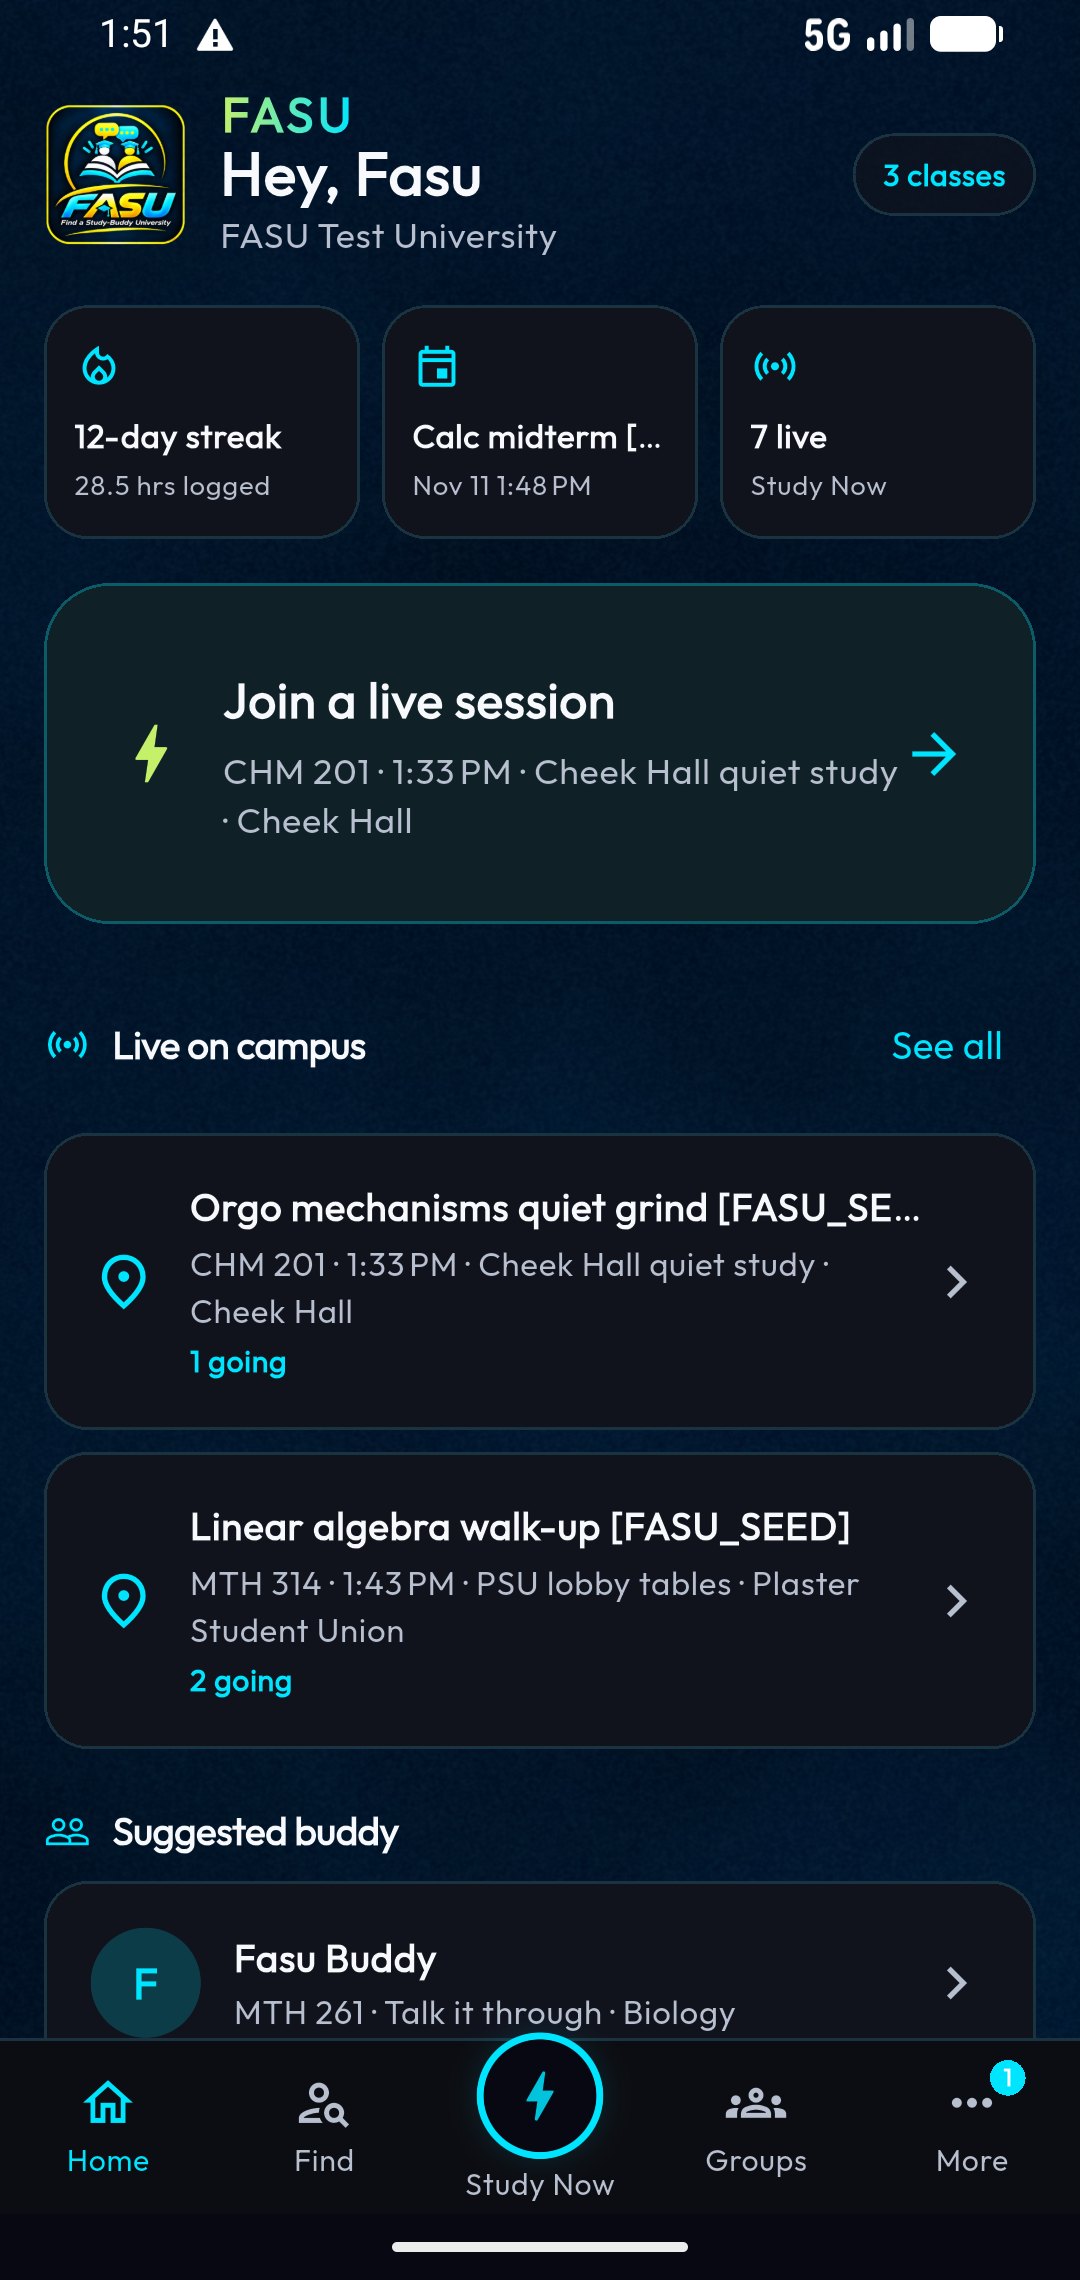 1:51
5G
FASU
Find a Study-Buddy University
FASU
Hey, Fasu
FASU Test University
3 classes
12-day streak
28.5 hrs logged
Calc midterm [...
Nov 11 1:48 PM
7 live
Study Now
Join a live session
CHM 201 · 1:33 PM · Cheek Hall quiet study
· Cheek Hall
Live on campus
See all
Orgo mechanisms quiet grind [FASU_SE...
CHM 201 · 1:33 PM · Cheek Hall quiet study ·
Cheek Hall
1 going
Linear algebra walk-up [FASU_SEED]
MTH 314 · 1:43 PM · PSU lobby tables · Plaster
Student Union
2 going
Suggested buddy
F
Fasu Buddy
MTH 261 · Talk it through · Biology
1
Home
Find
Study Now
Groups
More